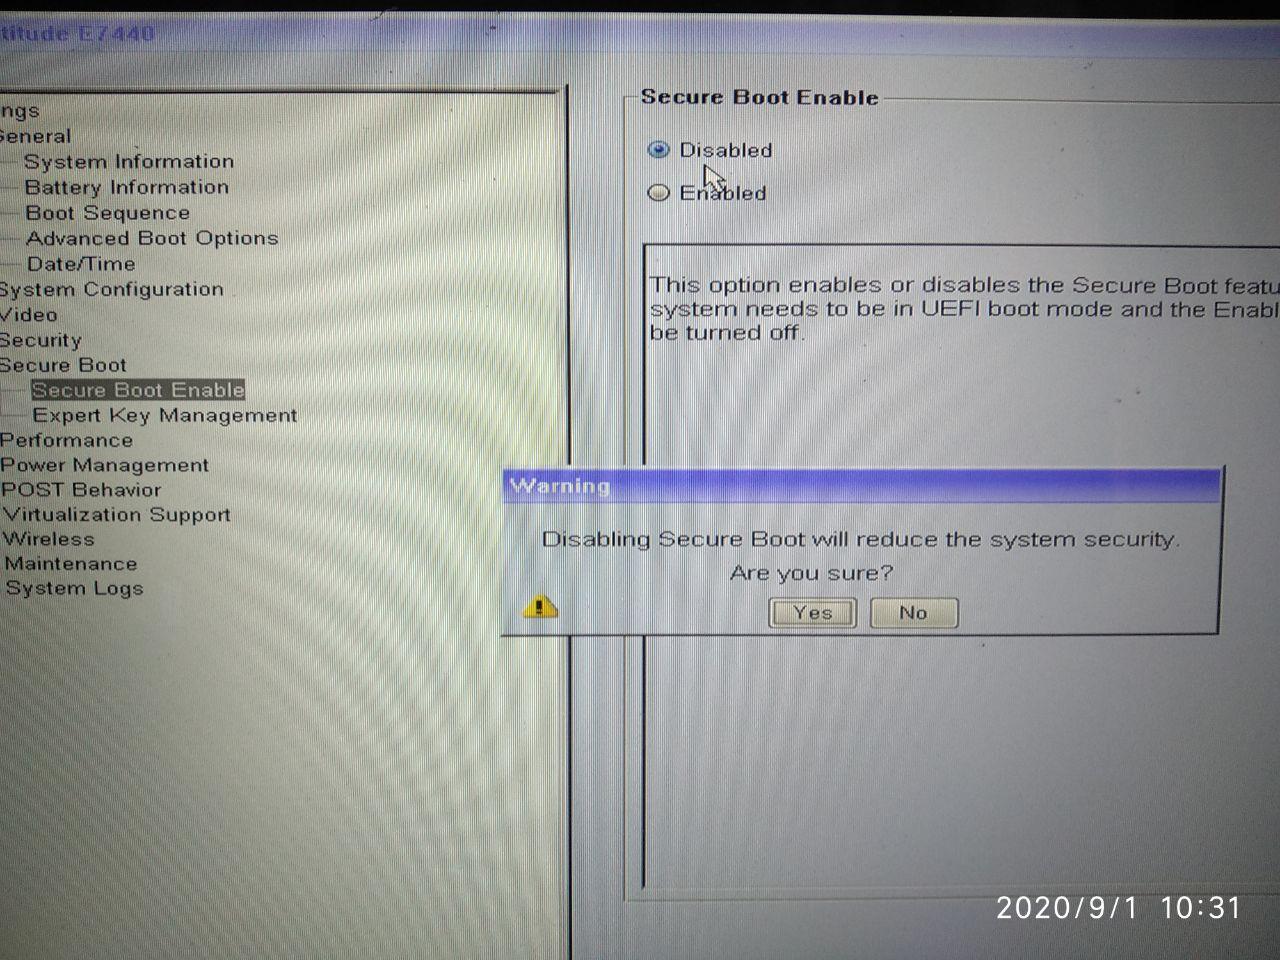 titude E7440
ngs
General
System Information
Battery Information
Boot Sequence
Advanced Boot Options
Date/Time
System Configuration
Video
Security
Secure Boot
Secure Boot Enable
Expert Key Management
Performance
Power Management
POST Behavior
Virtualization Support
Wireless
Maintenance
System Logs
Secure Boot Enable
Disabled
Enabled
This option enables or disables the Secure Boot featu
system needs to be in UEFI boot mode and the Enabl
be turned off.
Warning
Disabling Secure Boot will reduce the system security.
Are you sure?
Yes No
2020/9/1 10:31